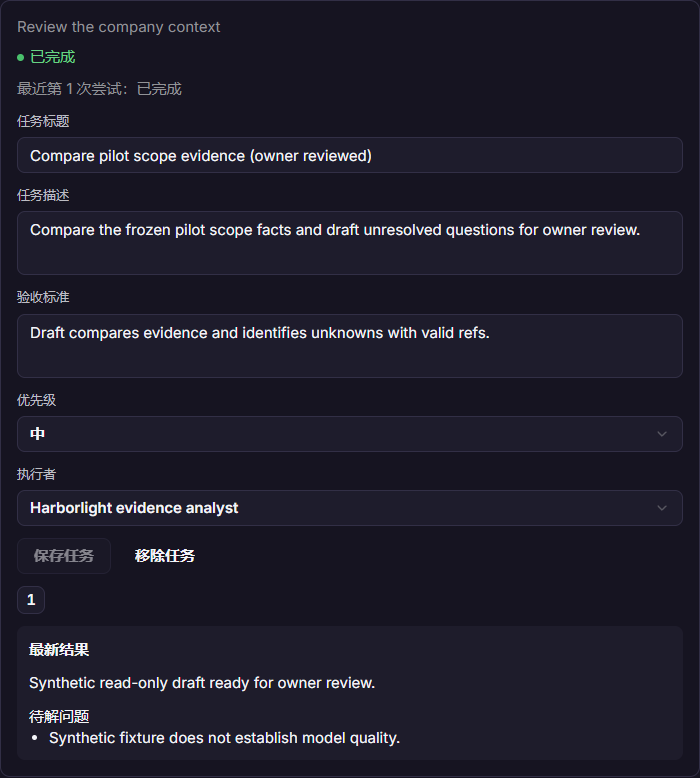 Review the company context
已完成
最近第 1 次尝试：已完成
任务标题
Compare pilot scope evidence (owner reviewed)
任务描述
Compare the frozen pilot scope facts and draft unresolved questions for owner review.
验收标准
Draft compares evidence and identifies unknowns with valid refs.
优先级
中
执行者
Harborlight evidence analyst
保存任务 移除任务
1
最新结果
Synthetic read-only draft ready for owner review.
待解问题
• Synthetic fixture does not establish model quality.